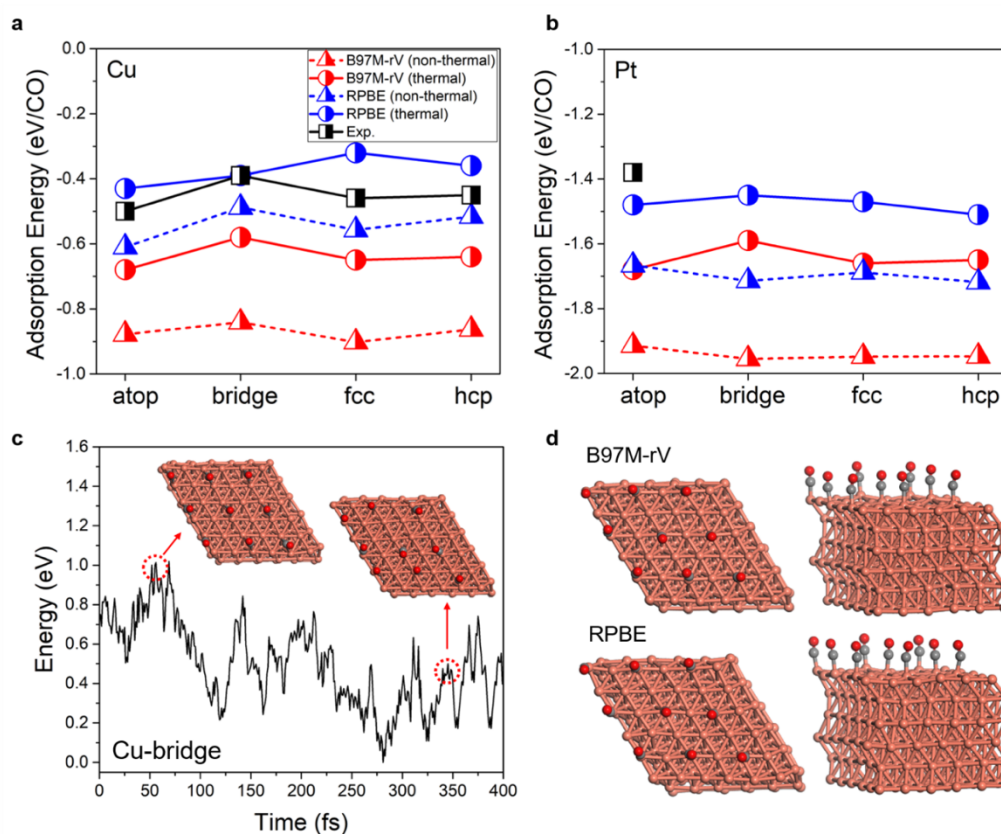 a
Cu
B97M-rV (non-thermal)
B97M-rV (thermal)
RPBE (non-thermal)
RPBE (thermal)
Exp.
0.0
-0.2
-0.4
-0.6
-0.8
-1.0
Adsorption Energy (eV/CO)
atop bridge fcc hcp
b
Pt
-1.0
-1.2
-1.4
-1.6
-1.8
-2.0
Adsorption Energy (eV/CO)
atop bridge fcc hcp
c
1.6
1.4
1.2
1.0
0.8
0.6
0.4
0.2
0.0
Energy (eV)
Cu-bridge
0 50 100 150 200 250 300 350 400
Time (fs)
d
B97M-rV
RPBE